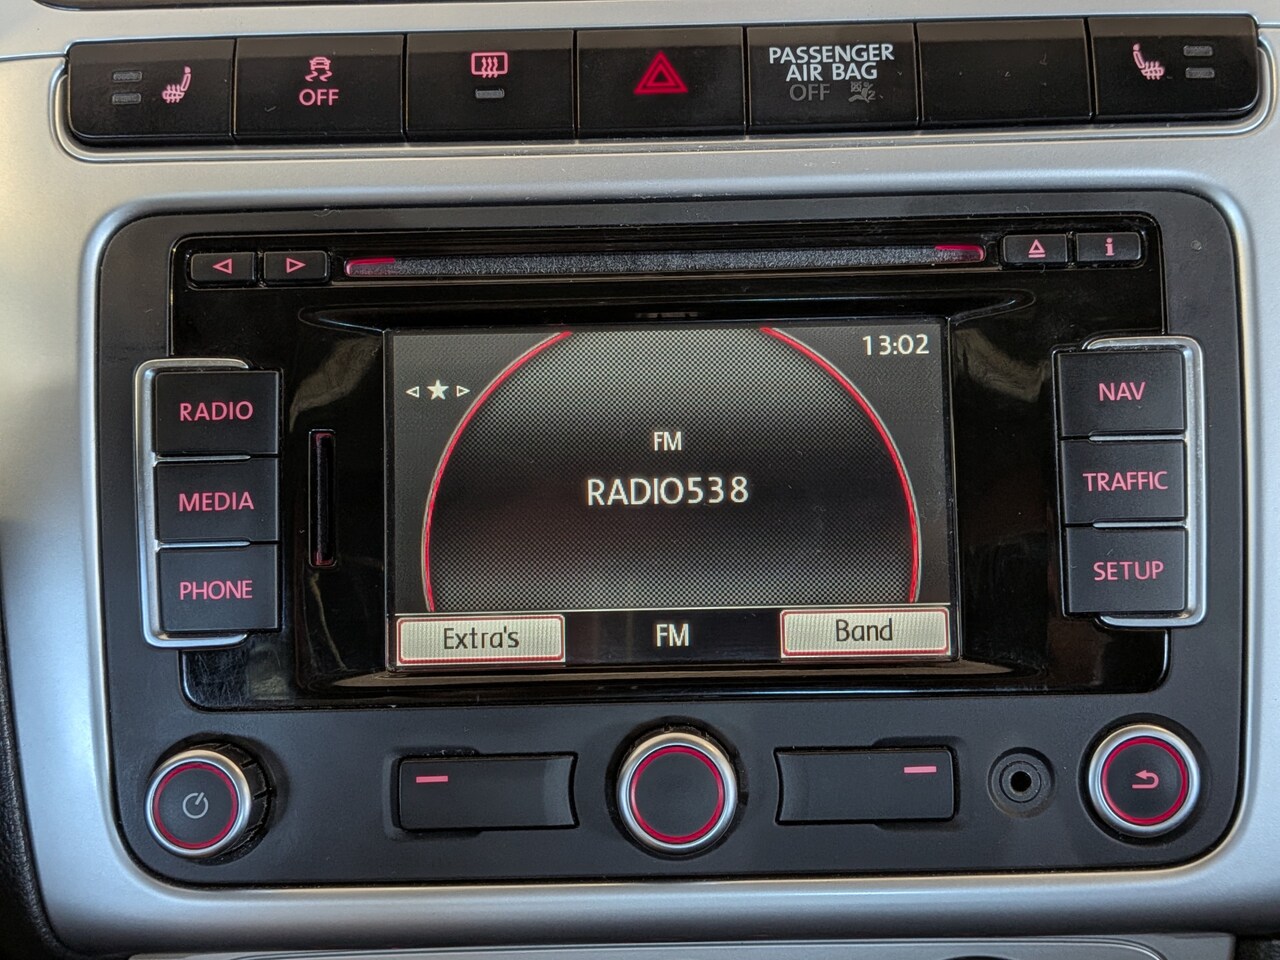 OFF
PASSENGER
AIR BAG
OFF
i
13:02
RADIO
MEDIA
PHONE
FM
RADIO538
NAV
TRAFFIC
SETUP
Extra's
FM
Band